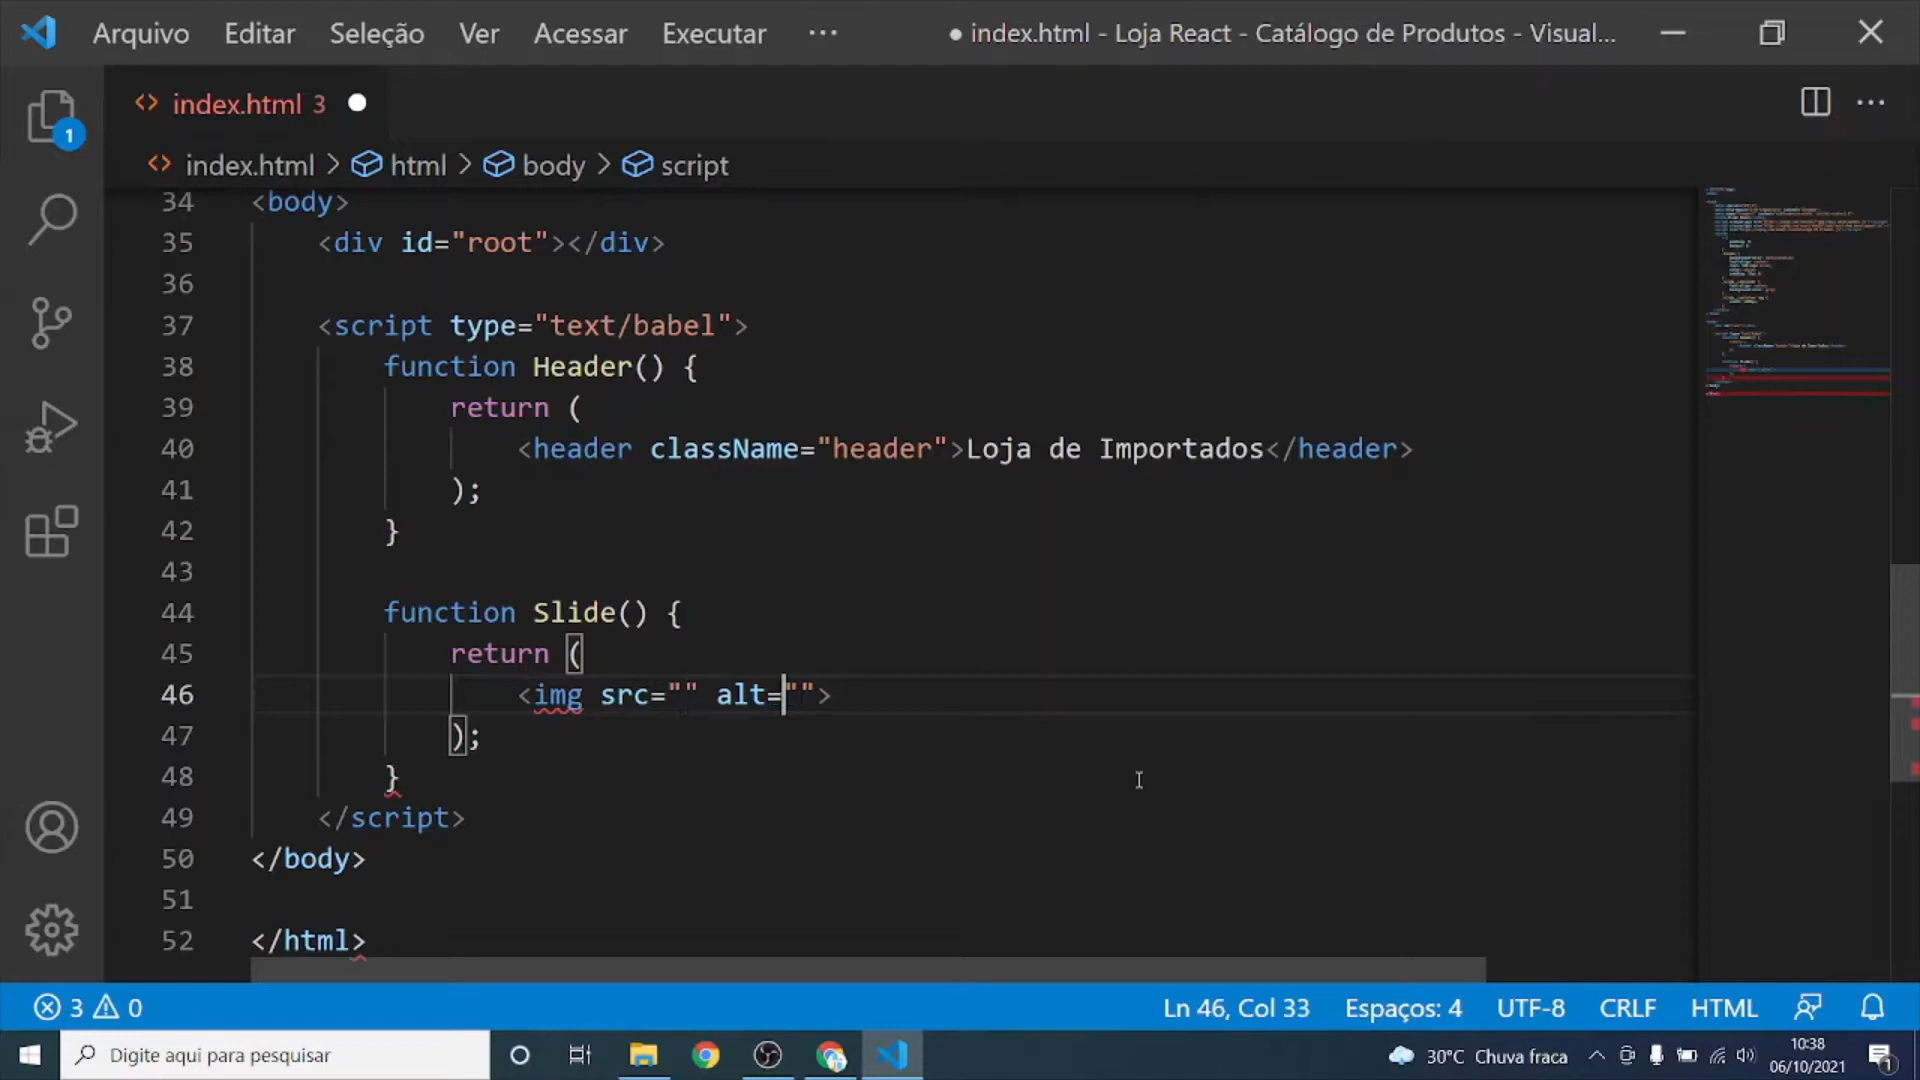 Arquivo Editar Seleção Ver Acessar Executar ··· ● index.html - Loja React - Catálogo de Produtos - Visual...
index.html 3
1
index.html > html > body > script
34 <body>
35 <div id="root"></div>
36
37 <script type="text/babel">
38 function Header() {
39 return (
40 <header className="header">Loja de Importados</header>
41 );
42 }
43
44 function Slide() {
45 return (
46 <img src="" alt="">
47 );
48 }
49 </script>
50 </body>
51
52 </html>
3 0 Ln 46, Col 33 Espaços: 4 UTF-8 CRLF HTML
Digite aqui para pesquisar 30°C Chuva fraca 10:38
06/10/2021 1